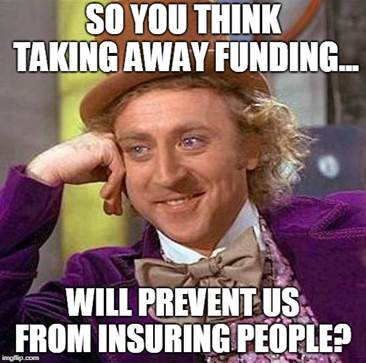 SO YOU THINK
TAKING AWAY FUNDING...
WILL PREVENT US
FROM INSURING PEOPLE?
imgflip.com